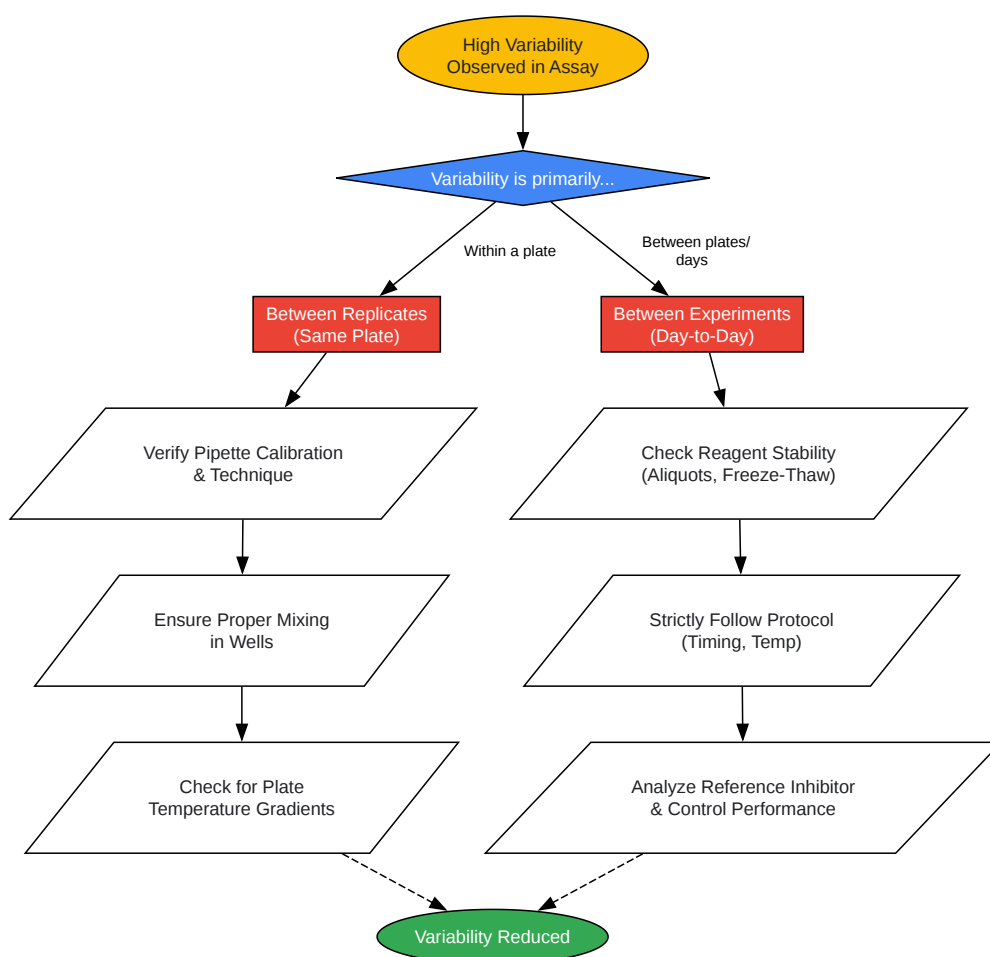 High Variability
Observed in Assay
Variability is primarily...
Within a plate
Between plates/
days
Between Replicates
(Same Plate)
Between Experiments
(Day-to-Day)
Verify Pipette Calibration
& Technique
Check Reagent Stability
(Aliquots, Freeze-Thaw)
Ensure Proper Mixing
in Wells
Strictly Follow Protocol
(Timing, Temp)
Check for Plate
Temperature Gradients
Analyze Reference Inhibitor
& Control Performance
Variability Reduced